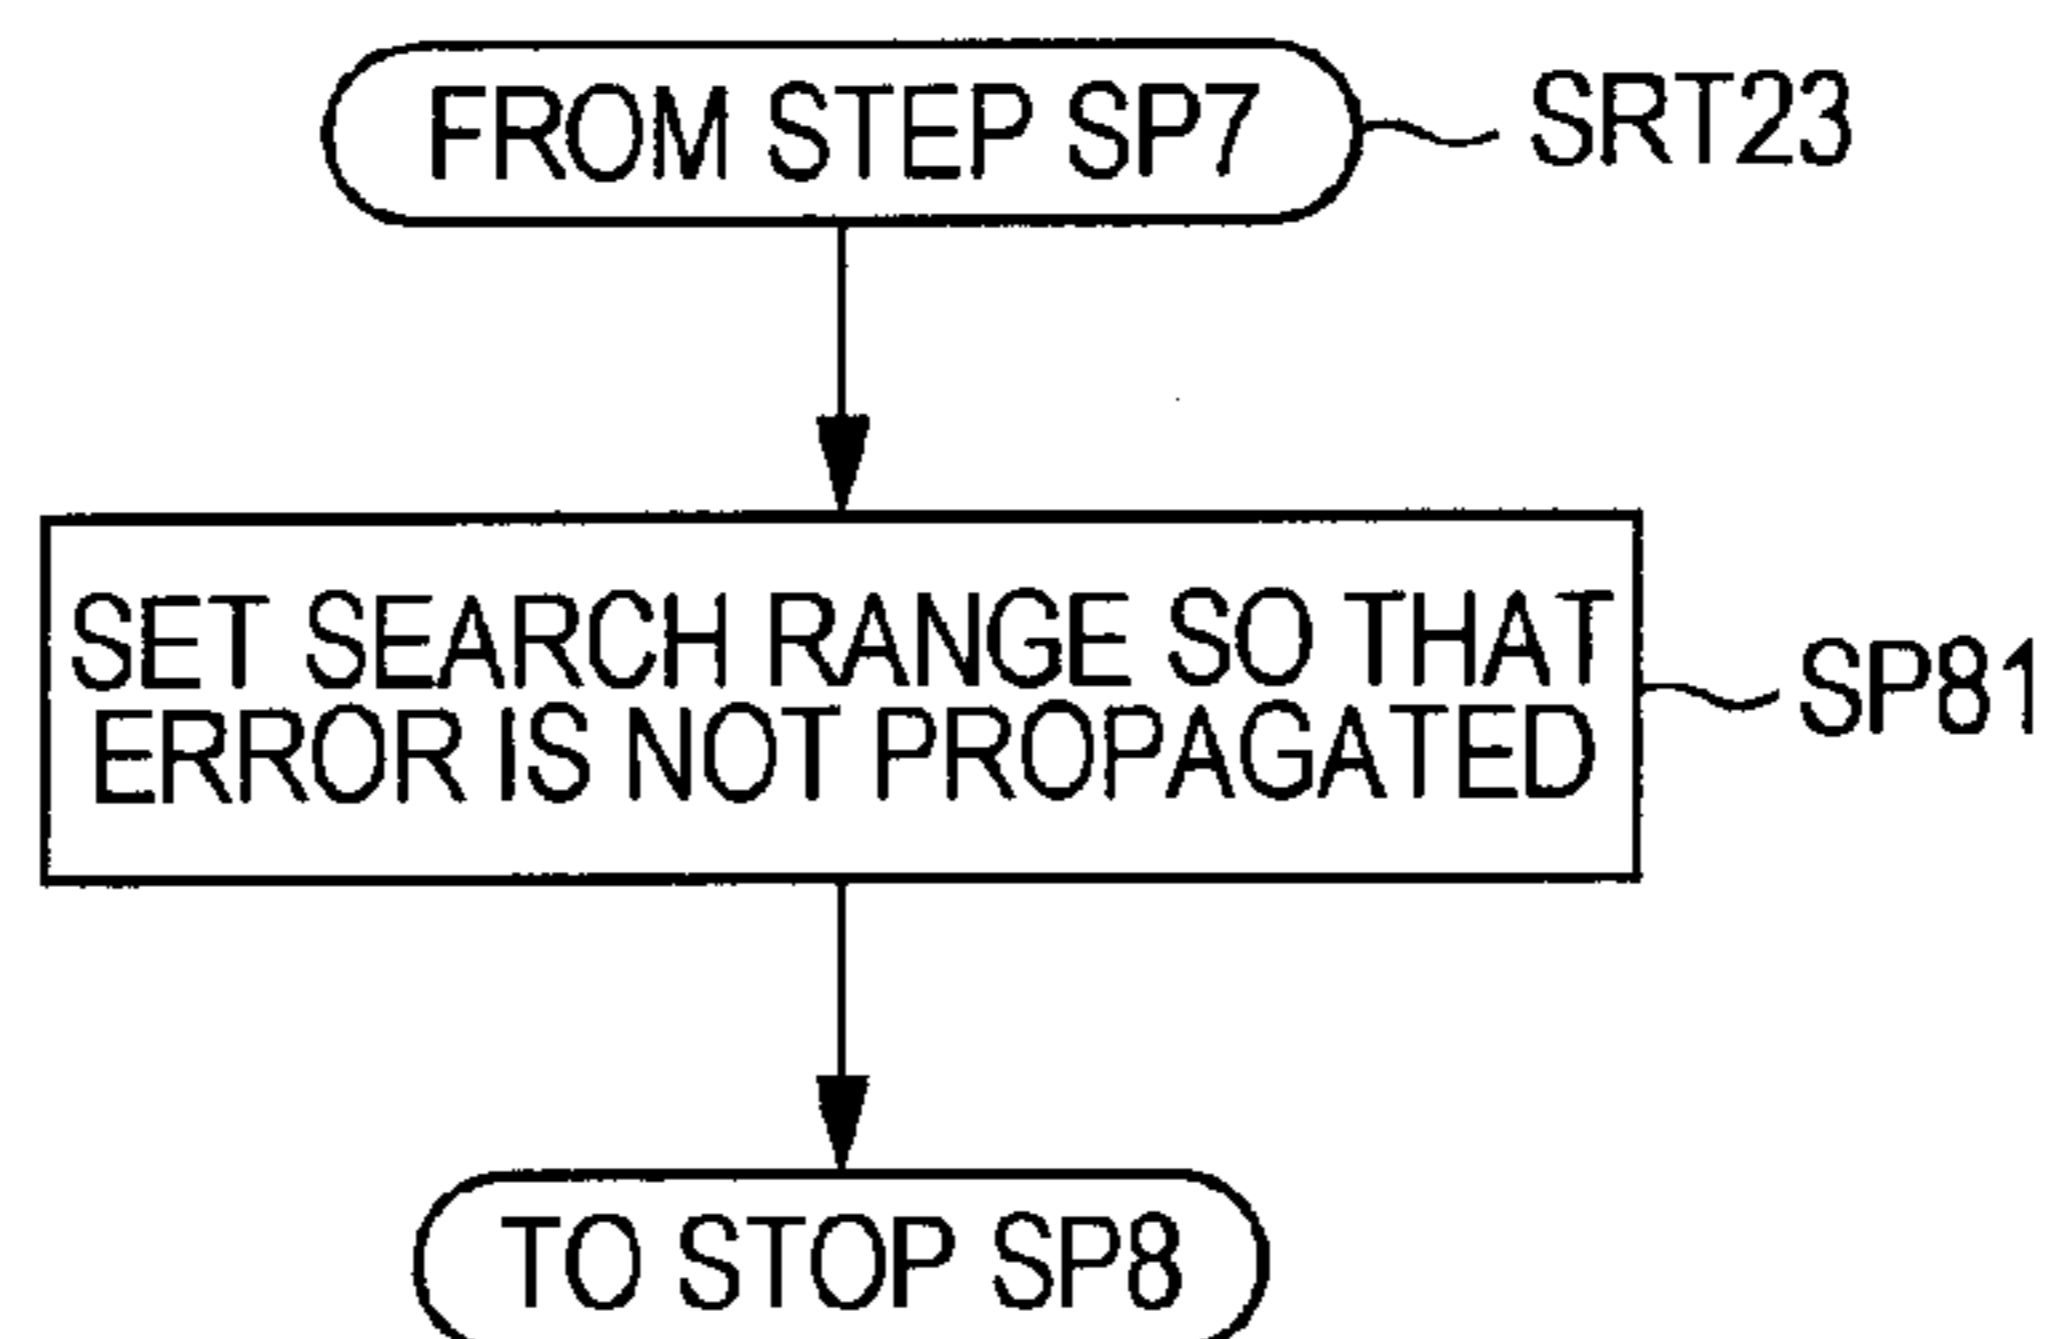 FROM STEP SP7
SRT23
SET SEARCH RANGE SO THAT
ERROR IS NOT PROPAGATED
SP81
TO STOP SP8